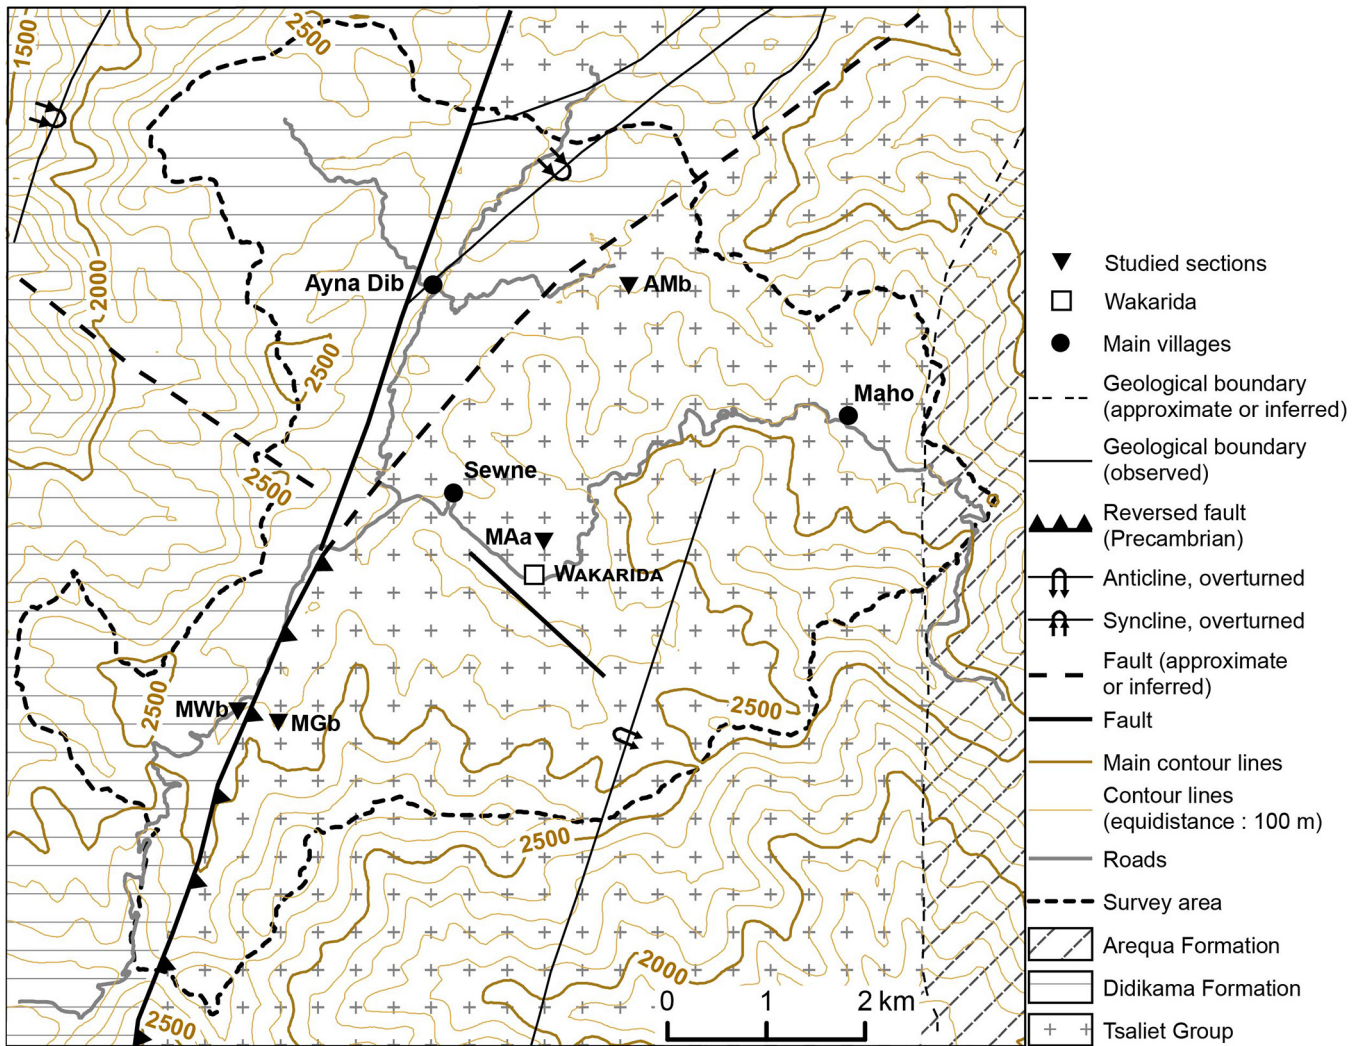 1500
2500
2000
Ayna Dib
AMb
2500
Maho
2500
Sewne
MAa
WAKARIDA
2500
MWb
MGb
2500
2500
2000
0 1 2 km
2500
Studied sections
Wakarida
Main villages
Geological boundary
(approximate or inferred)
Geological boundary
(observed)
Reversed fault
(Precambrian)
Anticline, overturned
Syncline, overturned
Fault (approximate
or inferred)
Fault
Main contour lines
Contour lines
(equidistance : 100 m)
Roads
Survey area
Arequa Formation
Didikama Formation
Tsaliet Group